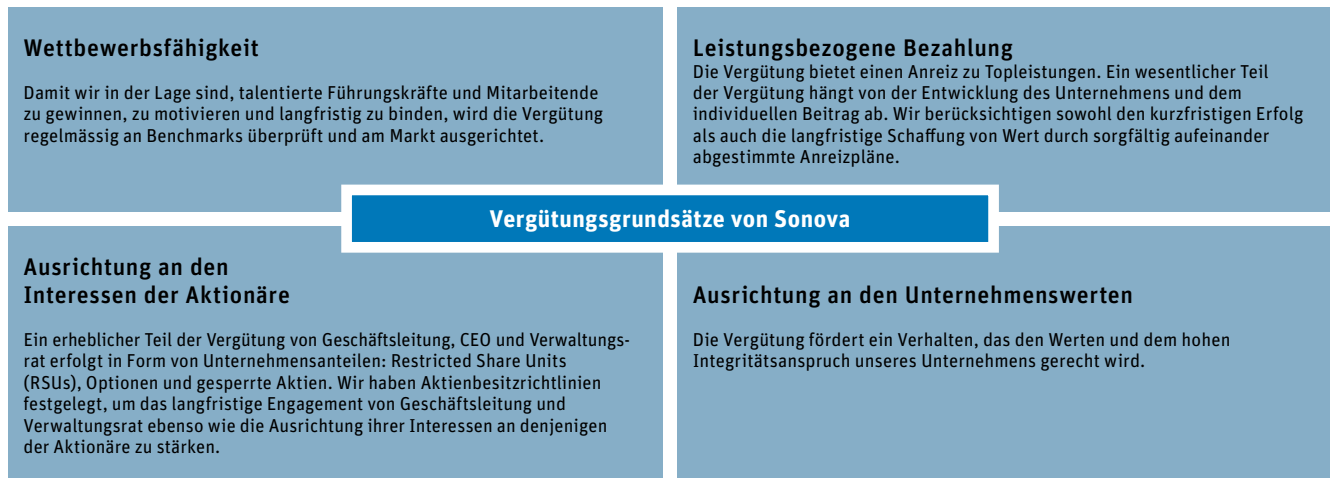 Wettbewerbsfähigkeit
Damit wir in der Lage sind, talentierte Führungskräfte und Mitarbeitende
zu gewinnen, zu motivieren und langfristig zu binden, wird die Vergütung
regelmässig an Benchmarks überprüft und am Markt ausgerichtet.
Leistungsbezogene Bezahlung
Die Vergütung bietet einen Anreiz zu Topleistungen. Ein wesentlicher Teil
der Vergütung hängt von der Entwicklung des Unternehmens und dem
individuellen Beitrag ab. Wir berücksichtigen sowohl den kurzfristigen Erfolg
als auch die langfristige Schaffung von Wert durch sorgfältig aufeinander
abgestimmte Anreizpläne.
Vergütungsgrundsätze von Sonova
Ausrichtung an den
Interessen der Aktionäre
Ein erheblicher Teil der Vergütung von Geschäftsleitung, CEO und Verwaltungs-
rat erfolgt in Form von Unternehmensanteilen: Restricted Share Units
(RSUs), Optionen und gesperrte Aktien. Wir haben Aktienbesitzrichtlinien
festgelegt, um das langfristige Engagement von Geschäftsleitung und
Verwaltungsrat ebenso wie die Ausrichtung ihrer Interessen an denjenigen
der Aktionäre zu stärken.
Ausrichtung an den Unternehmenswerten
Die Vergütung fördert ein Verhalten, das den Werten und dem hohen
Integritätsanspruch unseres Unternehmens gerecht wird.